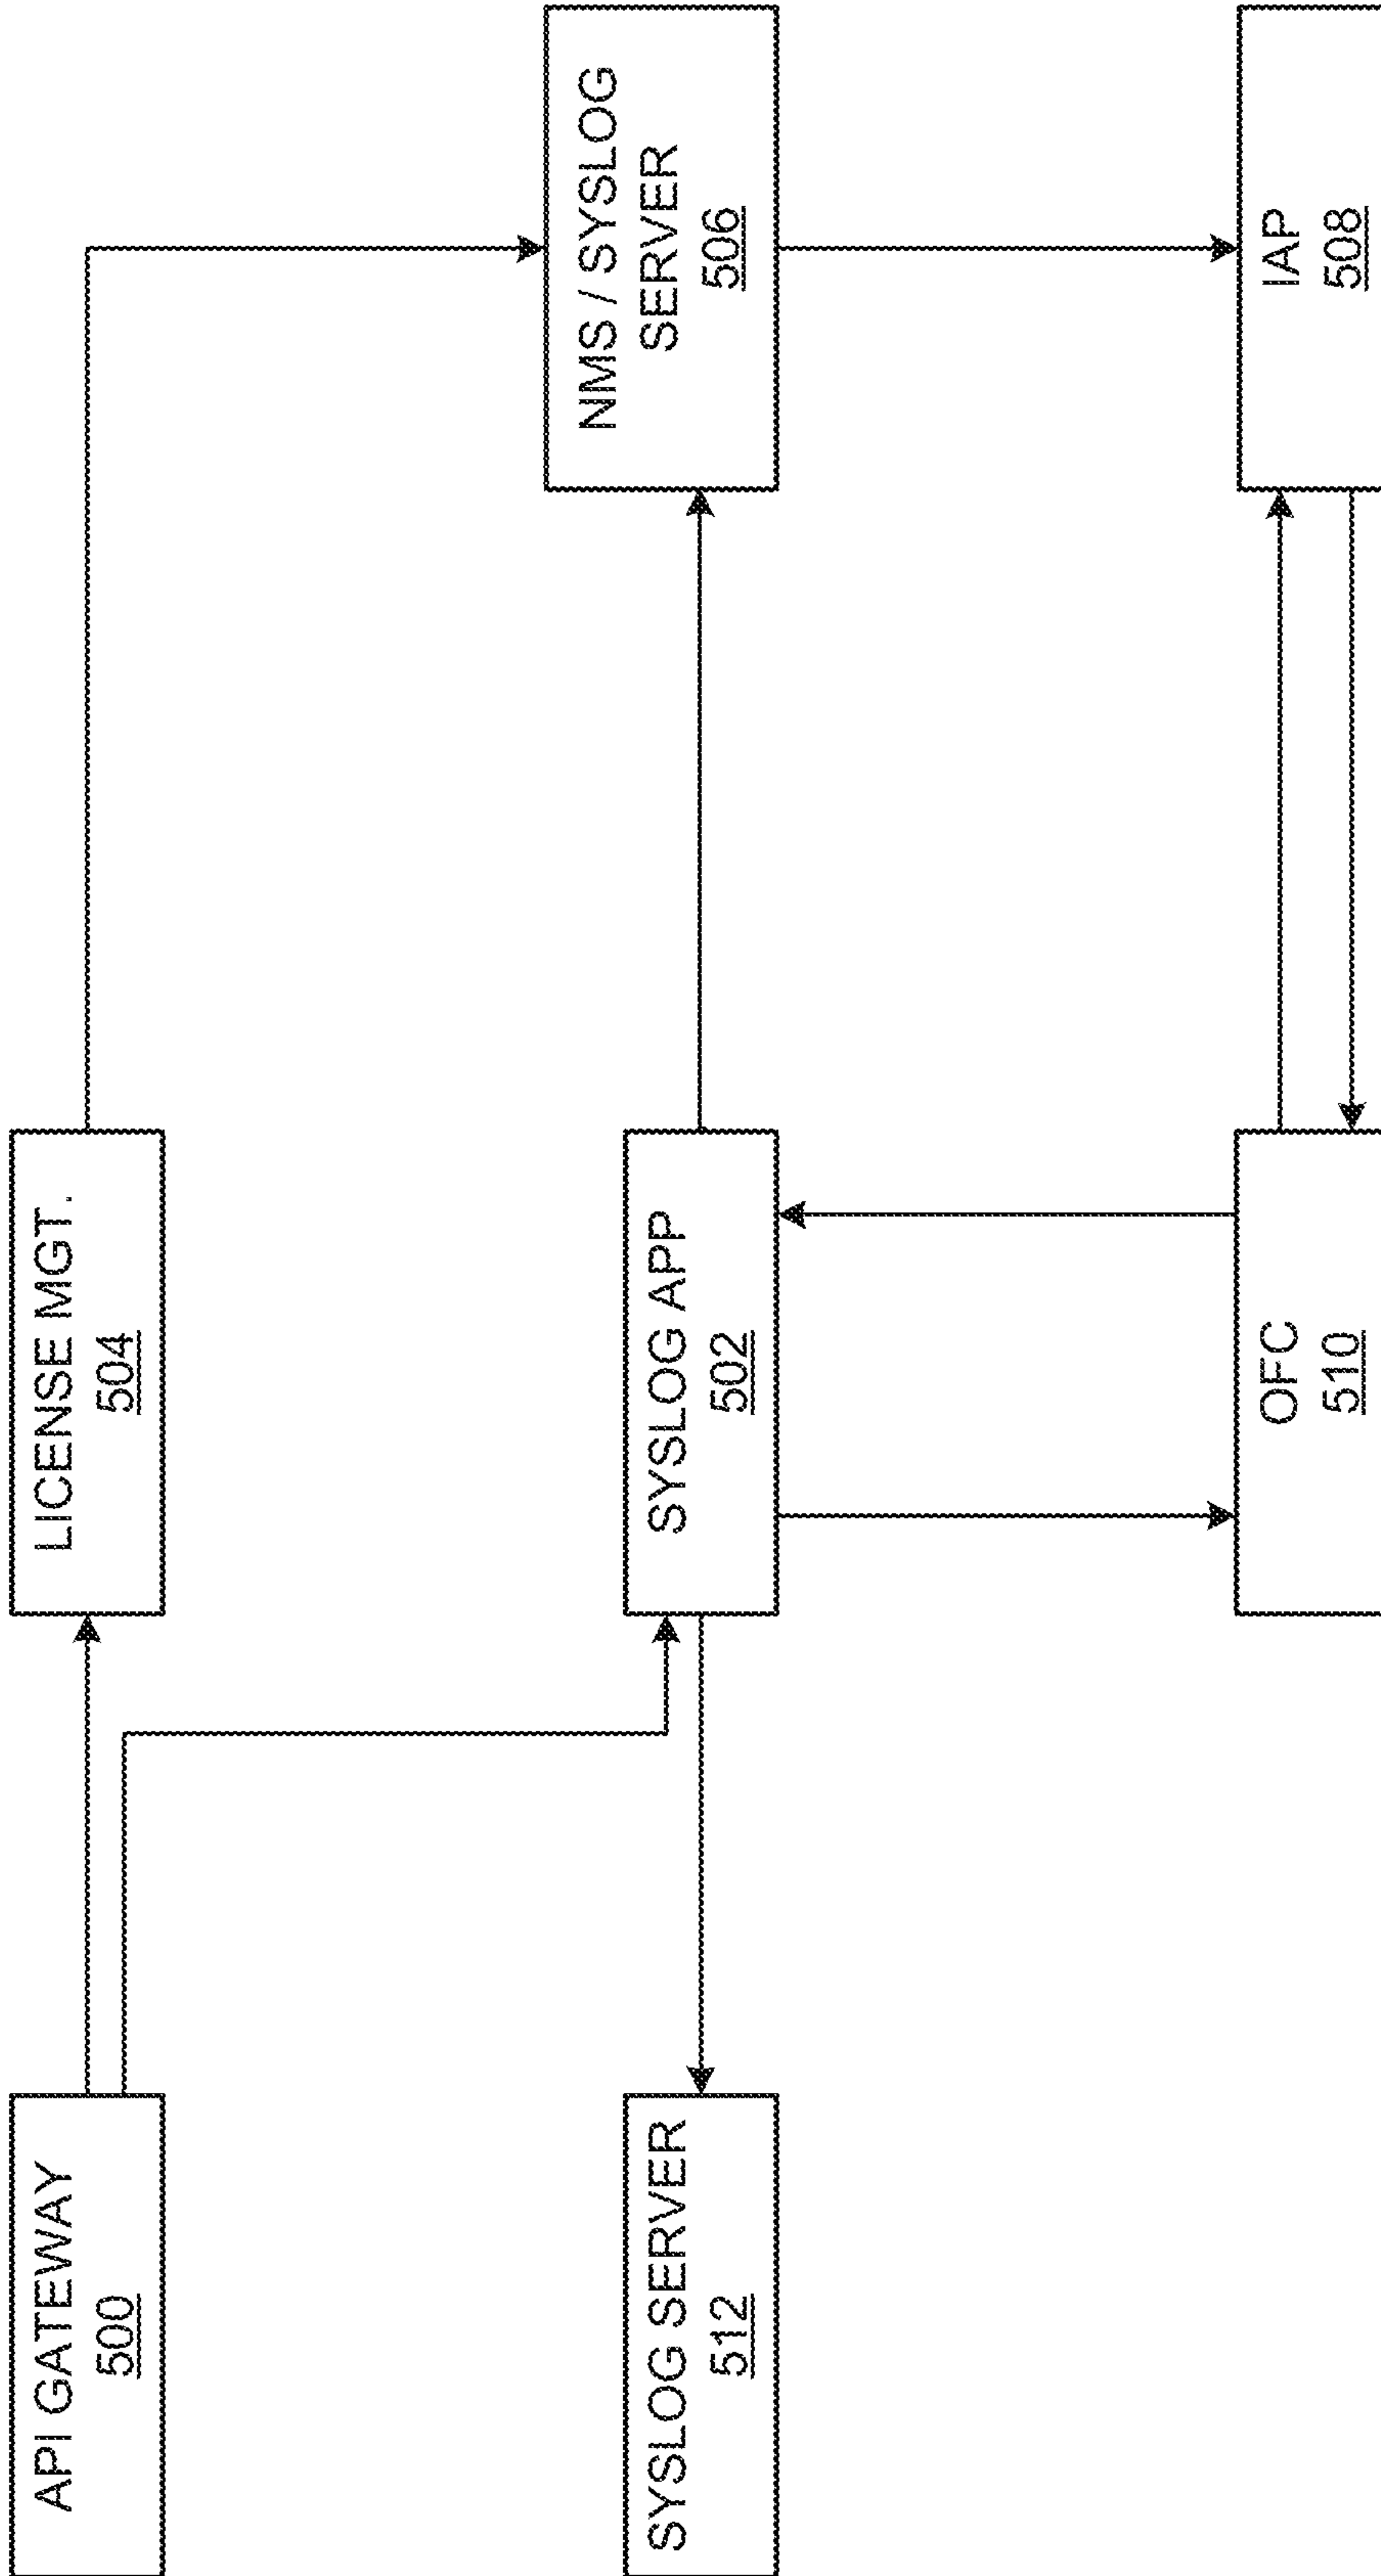 API GATEWAY
500
LICENSE MGT.
504
SYSLOG SERVER
512
SYSLOG APP
502
NMS / SYSLOG
SERVER
506
OFC
510
IAP
508